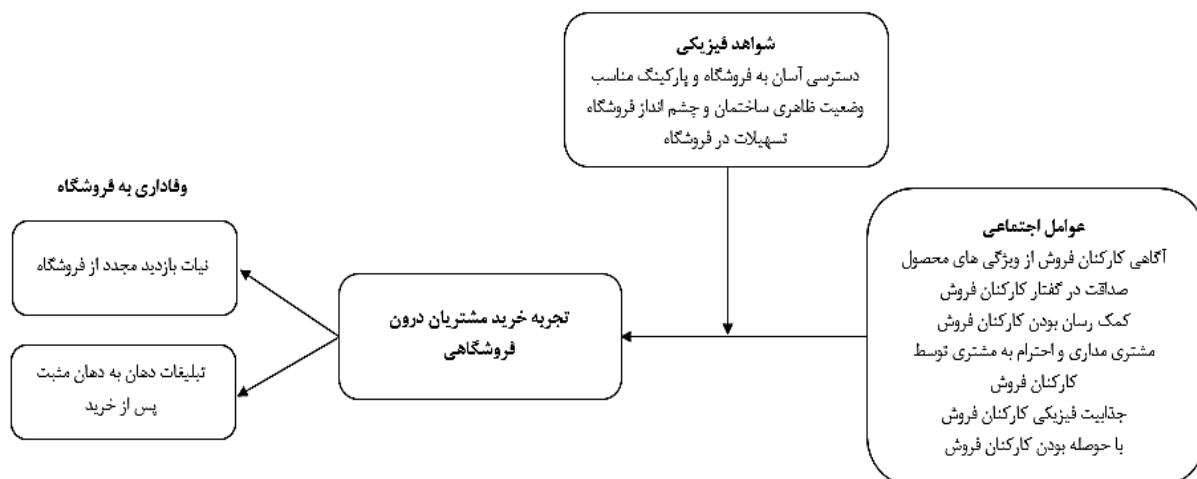 شواهد فیزیکی
دسترسی آسان به فروشگاه و پارکینگ مناسب
وضعیت ظاهری ساختمان و چشم انداز فروشگاه
تسهیلات در فروشگاه
عوامل اجتماعی
آگاهی کارکنان فروش از ویژگی های محصول
صداقت در گفتار کارکنان فروش
کمک رسان بودن کارکنان فروش
مشتری مداری و احترام به مشتری توسط
کارکنان فروش
جذابیت فیزیکی کارکنان فروش
با حوصله بودن کارکنان فروش
تجربه خرید مشتریان درون
فروشگاهی
وفاداری به فروشگاه
نیات بازدید مجدد از فروشگاه
تبلیغات دهان به دهان مثبت
پس از خرید